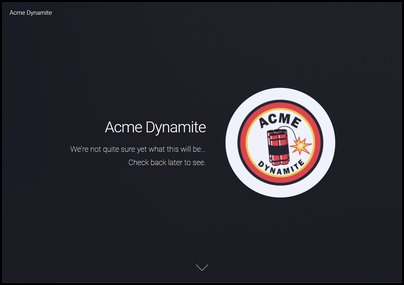 Acme Dynamite
Acme Dynamite
We're not quite sure yet what this will be...
Check back later to see.
ACME
DYNAMITE